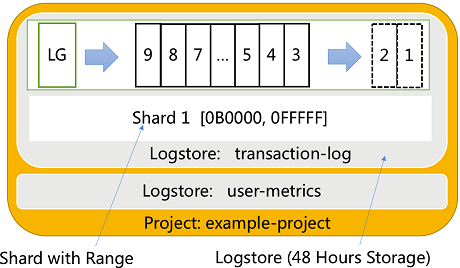 LG 9 8 7 ... 5 4 3 2 1
Shard 1 [0B0000, 0FFFFF]
Logstore: transaction-log
Logstore: user-metrics
Project: example-project
Shard with Range
Logstore (48 Hours Storage)